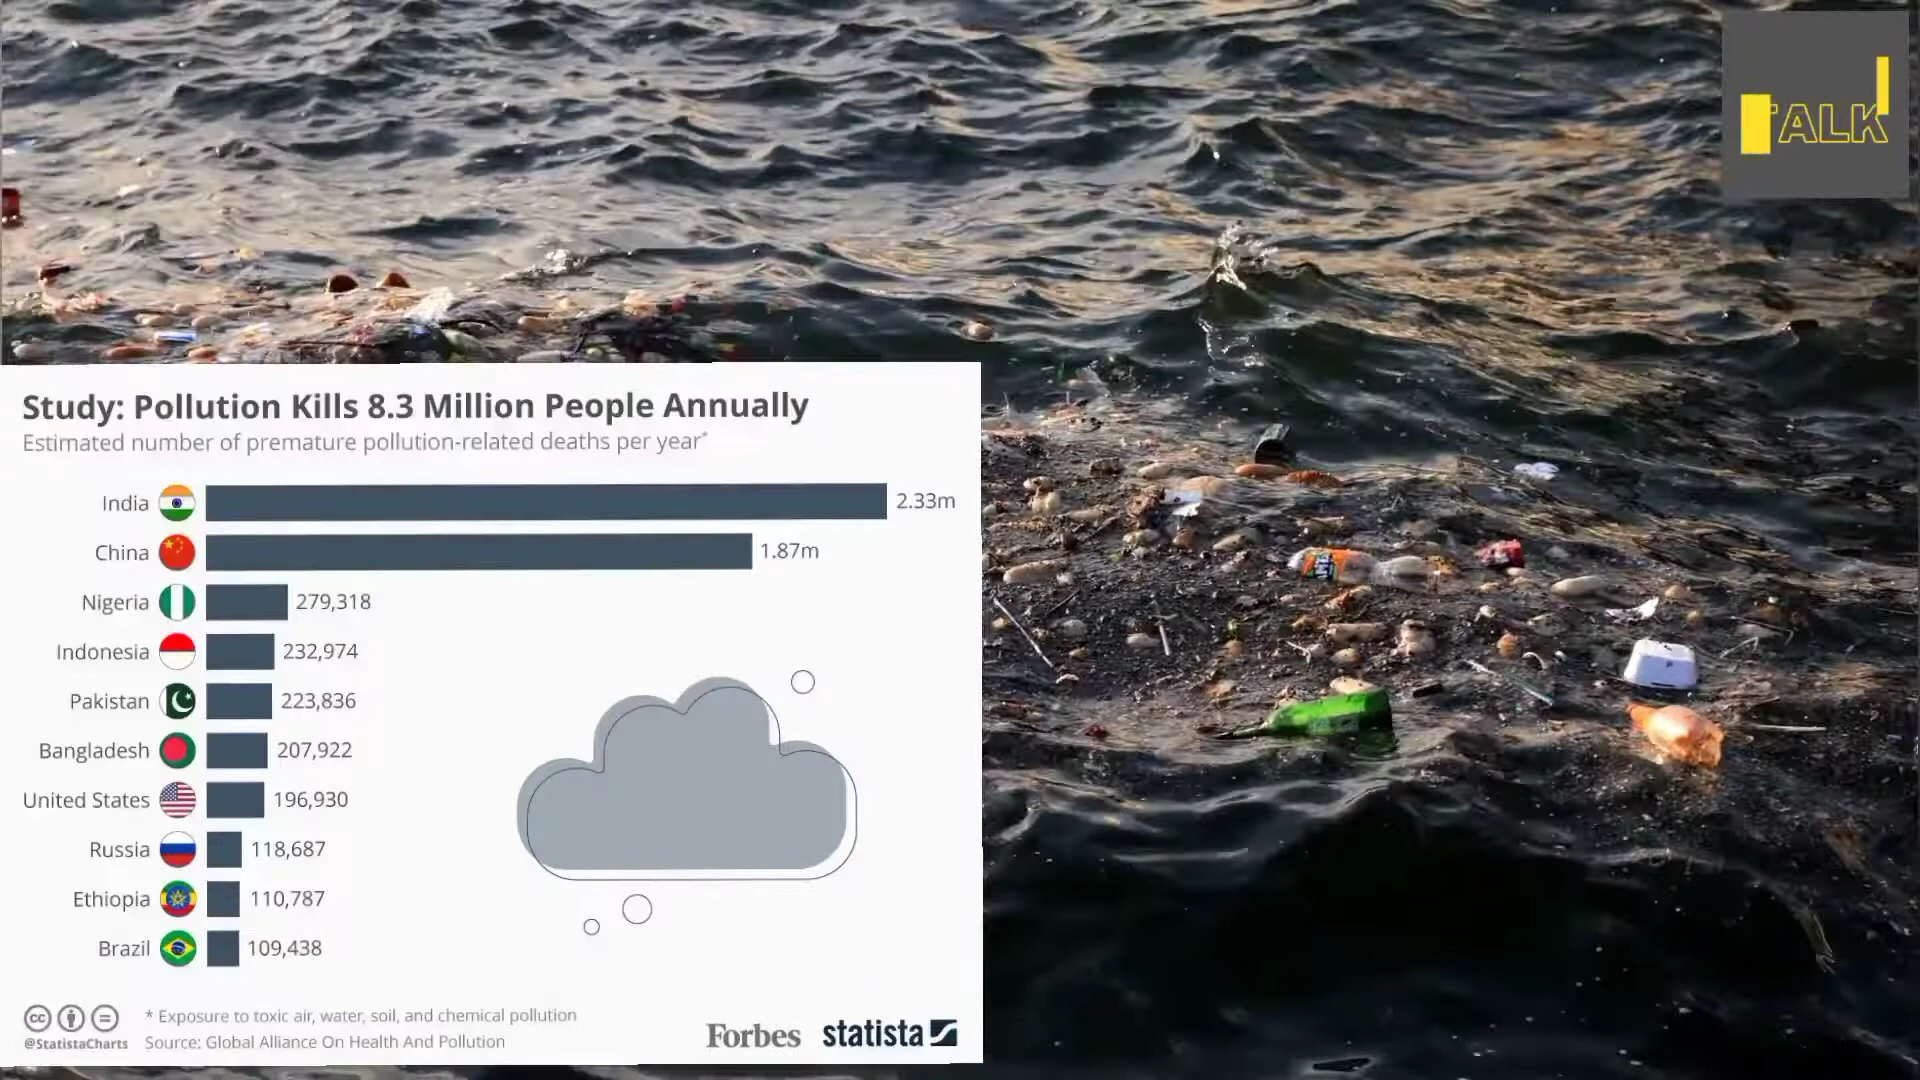 TALK
Study: Pollution Kills 8.3 Million People Annually
Estimated number of premature pollution-related deaths per year*
India 2.33m
China 1.87m
Nigeria 279,318
Indonesia 232,974
Pakistan 223,836
Bangladesh 207,922
United States 196,930
Russia 118,687
Ethiopia 110,787
Brazil 109,438
* Exposure to toxic air, water, soil, and chemical pollution
@StatistaCharts Source: Global Alliance On Health And Pollution
Forbes statista